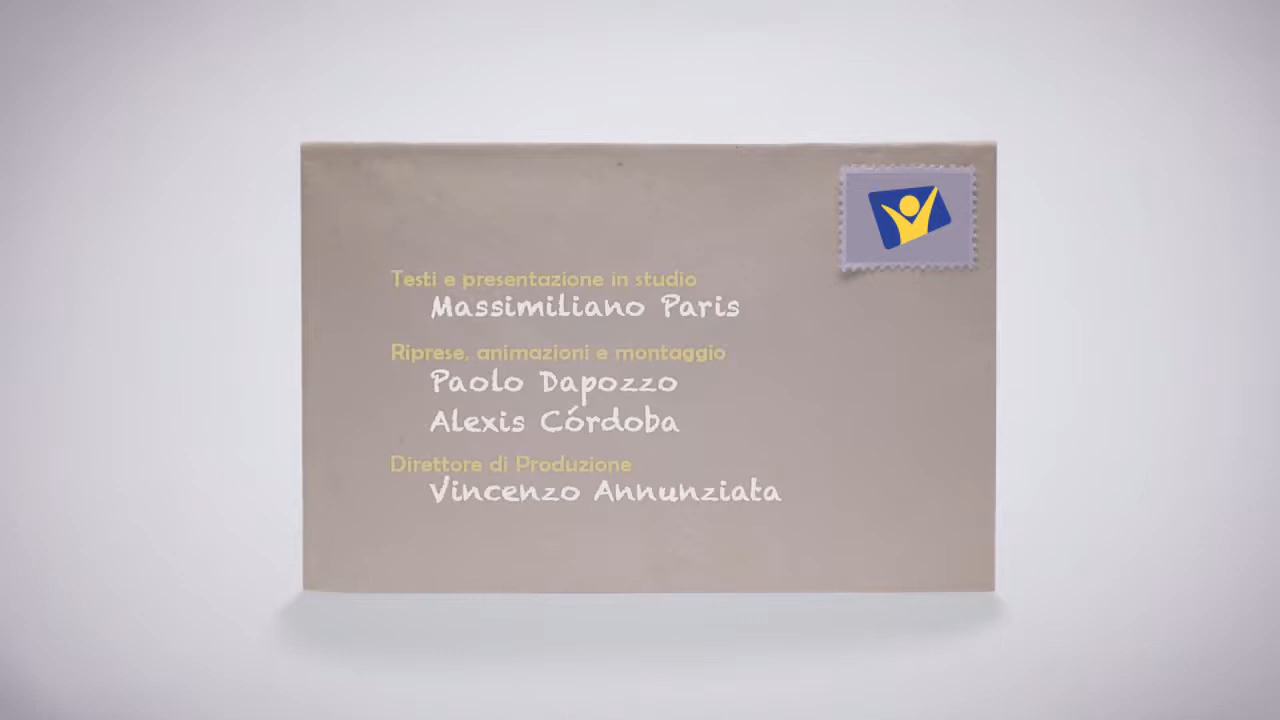 Testi e presentazione in studio
Massimiliano Paris
Riprese, animazioni e montaggio
Paolo Dapozzo
Alexis Córdoba
Direttore di Produzione
Vincenzo Annunziata